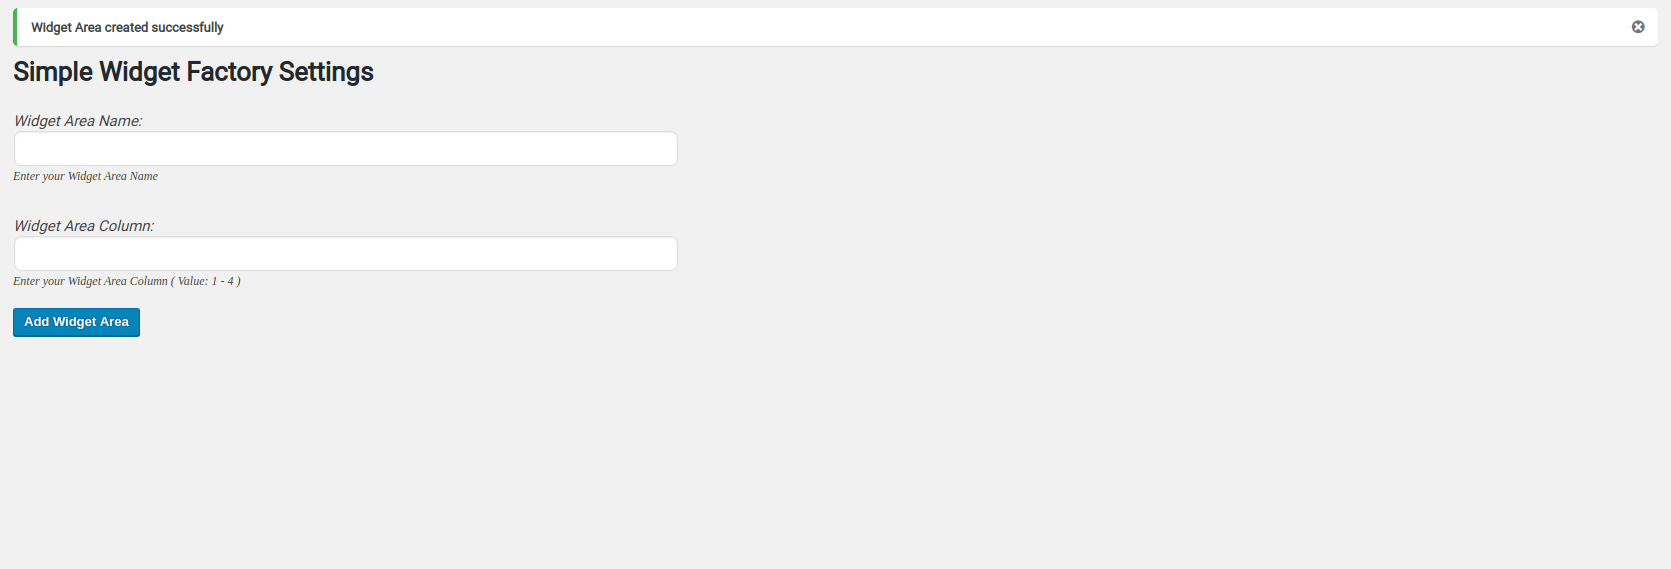 Widget Area created successfully
Simple Widget Factory Settings
Widget Area Name:
Enter your Widget Area Name
Widget Area Column:
Enter your Widget Area Column ( Value: 1 - 4 )
Add Widget Area